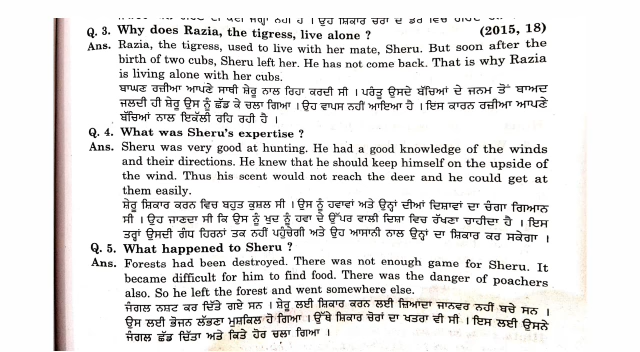 Q. 3. Why does Razia, the tigress, live alone ? (2015, 18)
Ans. Razia, the tigress, used to live with her mate, Sheru. But soon after the
birth of two cubs, Sheru left her. He has not come back. That is why Razia
is living alone with her cubs.
ਬਾਘਣ ਰਜ਼ੀਆ ਆਪਣੇ ਸਾਥੀ ਸ਼ੇਰੂ ਨਾਲ ਰਿਹਾ ਕਰਦੀ ਸੀ । ਪਰੰਤੂ ਉਸਦੇ ਬੱਚਿਆਂ ਦੇ ਜਨਮ ਤੋਂ ਬਾਅਦ
ਜਲਦੀ ਹੀ ਸ਼ੇਰੂ ਉਸ ਨੂੰ ਛੱਡ ਕੇ ਚਲਾ ਗਿਆ । ਉਹ ਵਾਪਸ ਨਹੀਂ ਆਇਆ ਹੈ । ਇਸ ਕਾਰਨ ਰਜ਼ੀਆ ਆਪਣੇ
ਬੱਚਿਆਂ ਨਾਲ ਇਕੱਲੀ ਰਹਿ ਰਹੀ ਹੈ ।
Q. 4. What was Sheru's expertise ?
Ans. Sheru was very good at hunting. He had a good knowledge of the winds
and their directions. He knew that he should keep himself on the upside of
the wind. Thus his scent would not reach the deer and he could get at
them easily.
ਸ਼ੇਰੂ ਸ਼ਿਕਾਰ ਕਰਨ ਵਿਚ ਬਹੁਤ ਕੁਸ਼ਲ ਸੀ । ਉਸ ਨੂੰ ਹਵਾਵਾਂ ਅਤੇ ਉਨ੍ਹਾਂ ਦੀਆਂ ਦਿਸ਼ਾਵਾਂ ਦਾ ਚੰਗਾ ਗਿਆਨ
ਸੀ । ਉਹ ਜਾਣਦਾ ਸੀ ਕਿ ਉਸ ਨੂੰ ਖ਼ੁਦ ਨੂੰ ਹਵਾ ਦੇ ਉੱਪਰ ਵਾਲੀ ਦਿਸ਼ਾ ਵਿਚ ਰੱਖਣਾ ਚਾਹੀਦਾ ਹੈ । ਇਸ
ਤਰ੍ਹਾਂ ਉਸਦੀ ਗੰਧ ਹਿਰਨਾਂ ਤਕ ਨਹੀਂ ਪਹੁੰਚੇਗੀ ਅਤੇ ਉਹ ਆਸਾਨੀ ਨਾਲ ਉਨ੍ਹਾਂ ਦਾ ਸ਼ਿਕਾਰ ਕਰ ਸਕੇਗਾ ।
Q. 5. What happened to Sheru ?
Ans. Forests had been destroyed. There was not enough game for Sheru. It
became difficult for him to find food. There was the danger of poachers
also. So he left the forest and went somewhere else.
ਜੰਗਲ ਨਸ਼ਟ ਕਰ ਦਿੱਤੇ ਗਏ ਸਨ । ਸ਼ੇਰੂ ਲਈ ਸ਼ਿਕਾਰ ਕਰਨ ਲਈ ਜ਼ਿਆਦਾ ਜਾਨਵਰ ਨਹੀਂ ਬਚੇ ਸਨ ।
ਉਸ ਲਈ ਭੋਜਨ ਲੱਭਣਾ ਮੁਸ਼ਕਿਲ ਹੋ ਗਿਆ । ਉੱਥੇ ਸ਼ਿਕਾਰ ਚੋਰਾਂ ਦਾ ਖਤਰਾ ਵੀ ਸੀ । ਇਸ ਲਈ ਉਸਨੇ
ਜੰਗਲ ਛੱਡ ਦਿੱਤਾ ਅਤੇ ਕਿਤੇ ਹੋਰ ਚਲਾ ਗਿਆ ।